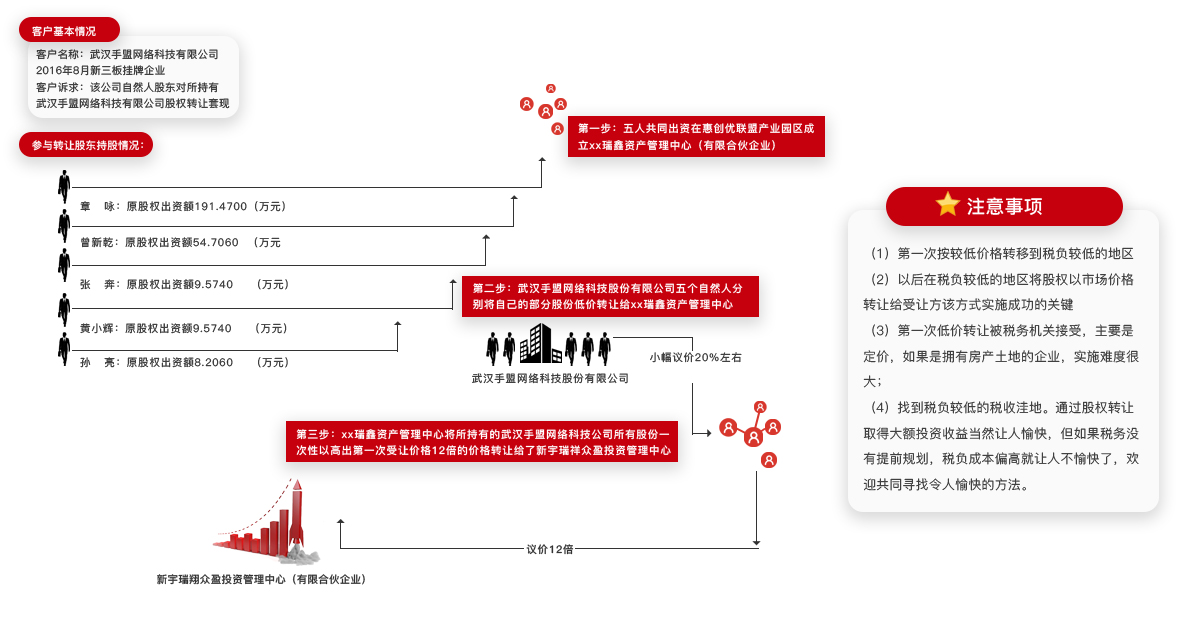 客户基本情况
客户名称：武汉手盟网络科技有限公司
2016年8月新三板挂牌企业
客户诉求：该公司自然人股东对所持有
武汉手盟网络科技有限公司股权转让套现
参与转让股东持股情况：
章　咏：原股权出资额191.4700（万元）
曾新乾：原股权出资额54.7060　（万元
张　奔：原股权出资额9.5740　（万元）
黄小辉：原股权出资额9.5740　（万元）
孙　亮：原股权出资额8.2060　（万元）
第一步：五人共同出资在惠创优联盟产业园区成
立xx瑞鑫资产管理中心（有限合伙企业）
第二步：武汉手盟网络科技股份有限公司五个自然人分
别将自己的部分股份低价转让给xx瑞鑫资产管理中心
武汉手盟网络科技股份有限公司
小幅议价20%左右
第三步：xx瑞鑫资产管理中心将所持有的武汉手盟网络科技公司所有股份一
次性以高出第一次受让价格12倍的价格转让给了新宇瑞祥众盈投资管理中心
议价12倍
新宇瑞翔众盈投资管理中心（有限合伙企业）
注意事项
（1）第一次按较低价格转移到税负较低的地区
（2）以后在税负较低的地区将股权以市场价格
转让给受让方该方式实施成功的关键
（3）第一次低价转让被税务机关接受，主要是
定价，如果是拥有房产土地的企业，实施难度很
大；
（4）找到税负较低的税收洼地。通过股权转让
取得大额投资收益当然让人愉快，但如果税务没
有提前规划，税负成本偏高就让人不愉快了，欢
迎共同寻找令人愉快的方法。